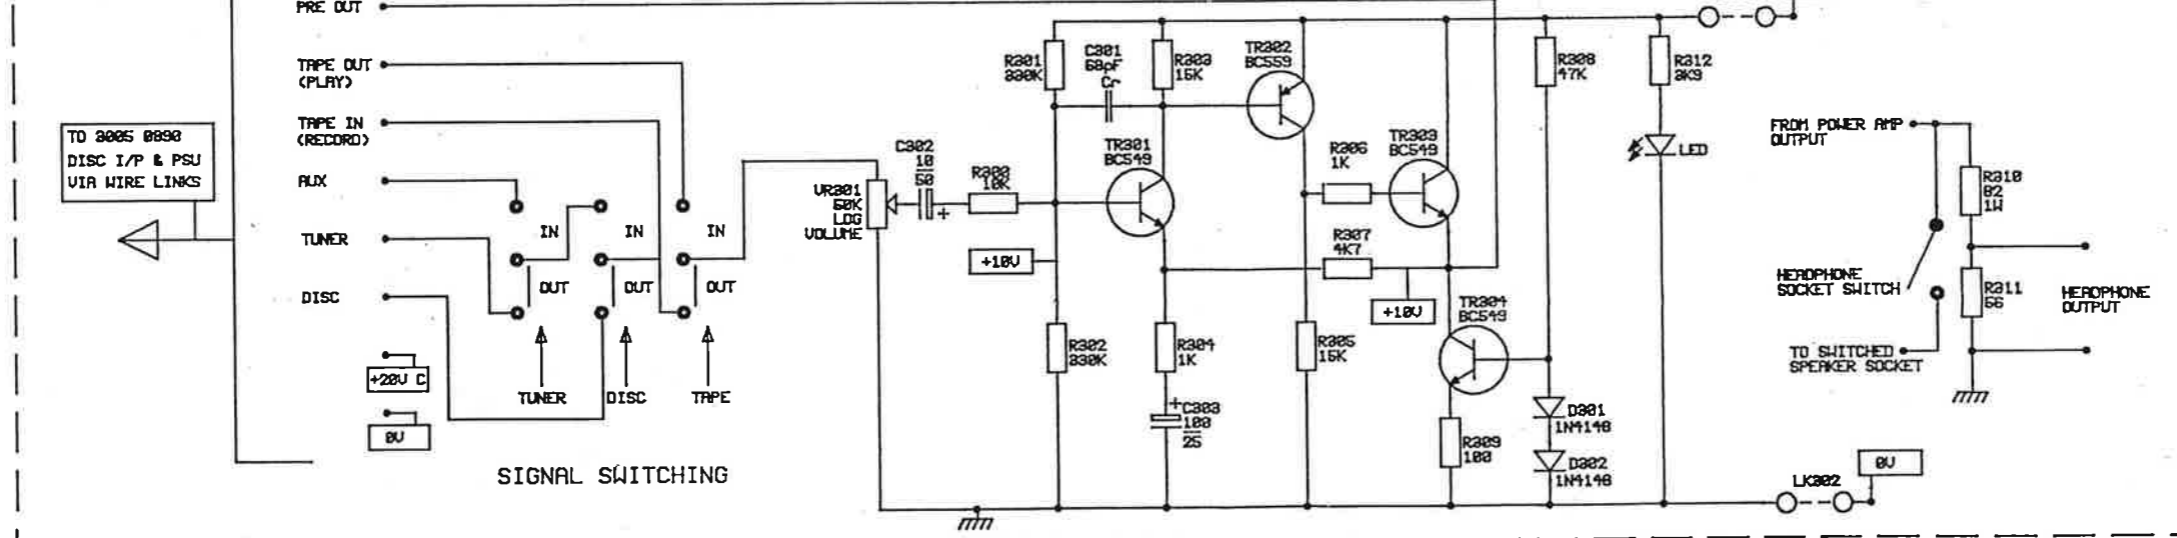 PRE OUT
TAPE OUT
(PLAY)
TAPE IN
(RECORD)
AUX
TUNER
DISC
+20V C
0V
TO 3005 0890
DISC I/P & PSU
VIA WIRE LINKS
IN
IN
IN
OUT
OUT
OUT
TUNER
DISC
TAPE
SIGNAL SWITCHING
VR301
50K
LOG
VOLUME
C302
10
50
+
R300
10K
+10V
R301
330K
C301
68pF
R303
15K
TR301
BC549
TR302
BC559
R302
330K
R304
1K
+
C303
100
25
R306
1K
R307
4K7
R305
15K
TR303
BC549
+10V
TR304
BC549
R309
100
R308
47K
D301
1N4148
D302
1N4148
R312
3K9
LED
LK302
0V
FROM POWER AMP
OUTPUT
HEADPHONE
SOCKET SWITCH
TO SWITCHED
SPEAKER SOCKET
R310
82
1W
R311
56
HEADPHONE
OUTPUT